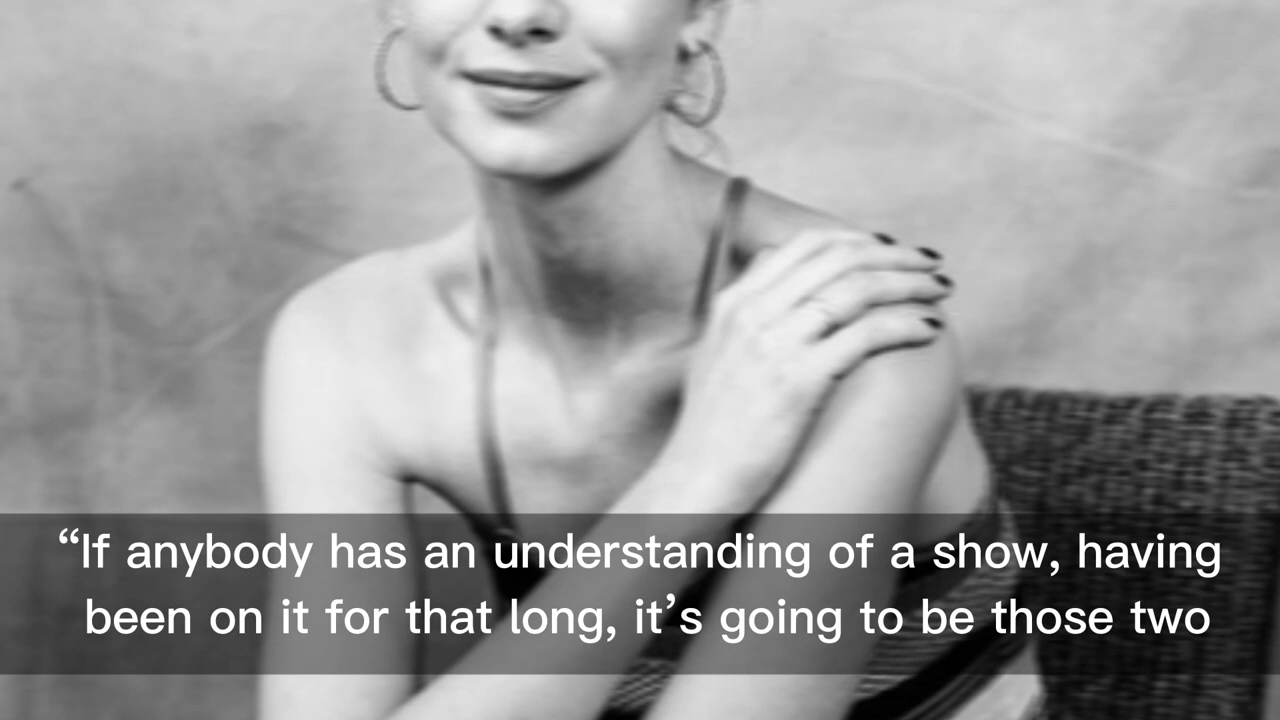 “If anybody has an understanding of a show, having
been on it for that long, it’s going to be those two